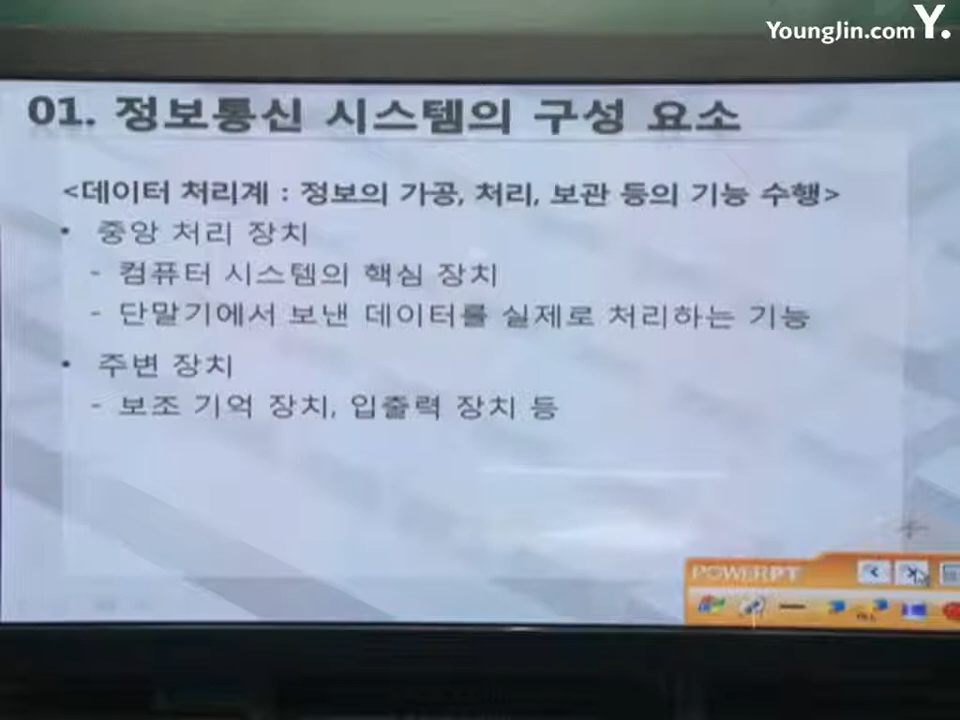 YoungJin.com Y.
01. 정보통신 시스템의 구성 요소
<데이터 처리계 : 정보의 가공, 처리, 보관 등의 기능 수행>
• 중앙 처리 장치
- 컴퓨터 시스템의 핵심 장치
- 단말기에서 보낸 데이터를 실제로 처리하는 기능
• 주변 장치
- 보조 기억 장치, 입출력 장치 등
POWERPT